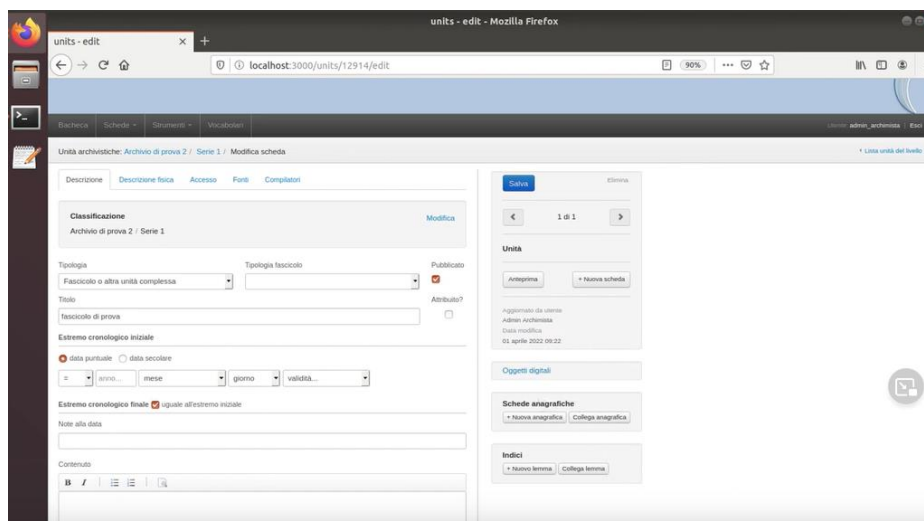 units - edit - Mozilla Firefox
units - edit
localhost:3000/units/12914/edit
90%
Bacheca Schede Strumenti Vocabolari
Utente admin_archimista | Esci
Unità archivistiche: Archivio di prova 2 / Serie 1 / Modifica scheda
Lista unità del livello
Descrizione Descrizione fisica Accesso Fonti Compilatori
Salva
Elimina
Classificazione
Modifica
Archivio di prova 2 / Serie 1
1 di 1
Unità
Anteprima
+ Nuova scheda
Tipologia
Tipologia fascicolo
Pubblicato
Fascicolo o altra unità complessa
Titolo
Attribuito?
fascicolo di prova
Aggiornato da utente
Admin Archimista
Data modifica
01 aprile 2022 09:22
Estremo cronologico iniziale
data puntuale data secolare
= anno... mese giorno validità...
Estremo cronologico finale uguale all'estremo iniziale
Note alla data
Contenuto
B I
Oggetti digitali
Schede anagrafiche
+ Nuova anagrafica Collega anagrafica
Indici
+ Nuovo lemma Collega lemma